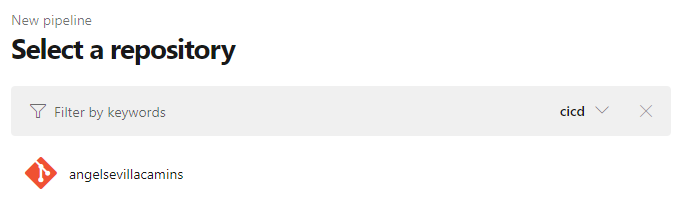 New pipeline
Select a repository
Filter by keywords cicd
angelsevillacamins